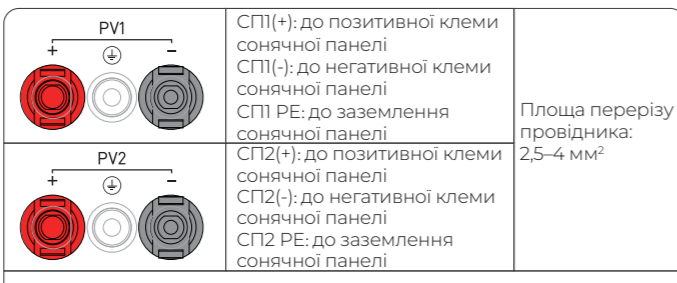 PV1
+ −
СП1(+): до позитивної клеми
сонячної панелі
СП1(-): до негативної клеми
сонячної панелі
СП1 PE: до заземлення
сонячної панелі
PV2
+ −
СП2(+): до позитивної клеми
сонячної панелі
СП2(-): до негативної клеми
сонячної панелі
СП2 PE: до заземлення
сонячної панелі
Площа перерізу
провідника:
2,5–4 мм²